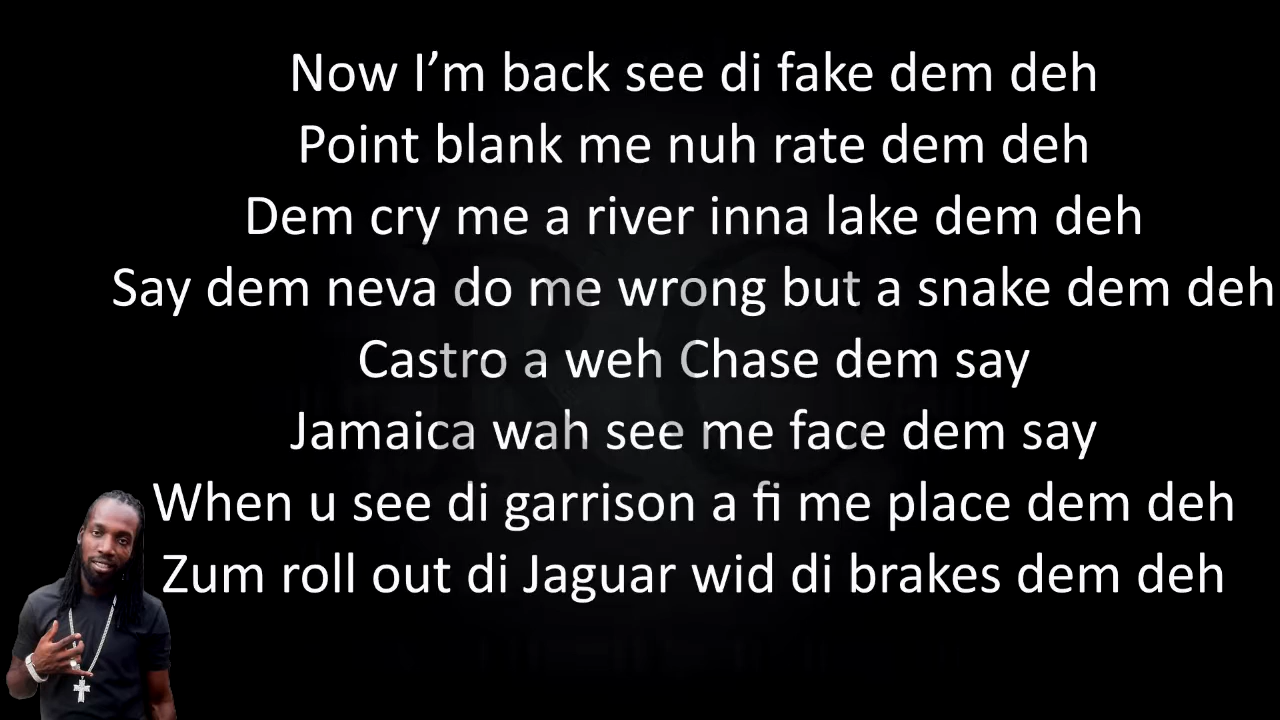 Now I’m back see di fake dem deh
Point blank me nuh rate dem deh
Dem cry me a river inna lake dem deh
Say dem neva do me wrong but a snake dem deh
Castro a weh Chase dem say
Jamaica wah see me face dem say
When u see di garrison a fi me place dem deh
Zum roll out di Jaguar wid di brakes dem deh